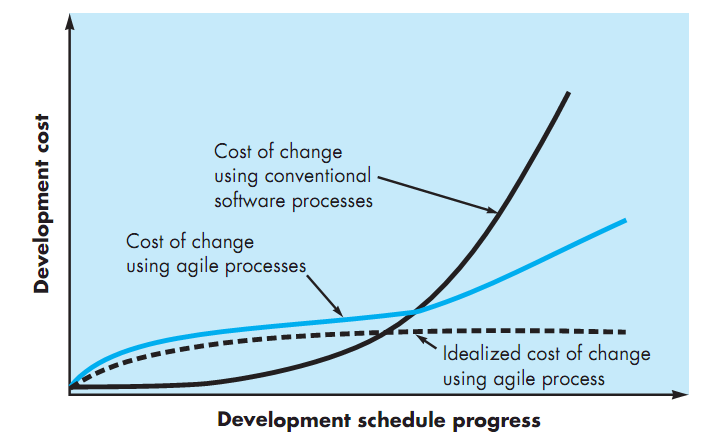 Development cost
Cost of change
using conventional
software processes
Cost of change
using agile processes
Idealized cost of change
using agile process
Development schedule progress